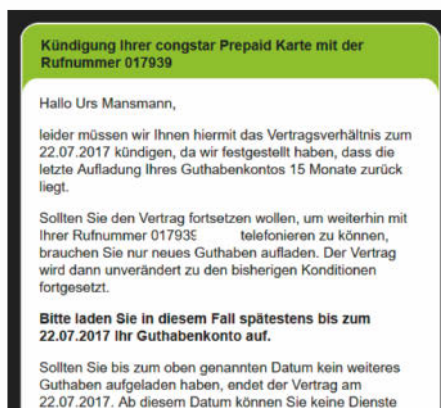 Kündigung Ihrer congstar Prepaid Karte mit der
Rufnummer 017939
Hallo Urs Mansmann,
leider müssen wir Ihnen hiermit das Vertragsverhältnis zum
22.07.2017 kündigen, da wir festgestellt haben, dass die
letzte Aufladung Ihres Guthabenkontos 15 Monate zurück
liegt.
Sollten Sie den Vertrag fortsetzen wollen, um weiterhin mit
Ihrer Rufnummer 017939 telefonieren zu können,
brauchen Sie nur neues Guthaben aufladen. Der Vertrag
wird dann unverändert zu den bisherigen Konditionen
fortgesetzt.
Bitte laden Sie in diesem Fall spätestens bis zum
22.07.2017 Ihr Guthabenkonto auf.
Sollten Sie bis zum oben genannten Datum kein weiteres
Guthaben aufgeladen haben, endet der Vertrag am
22.07.2017. Ab diesem Datum können Sie keine Dienste